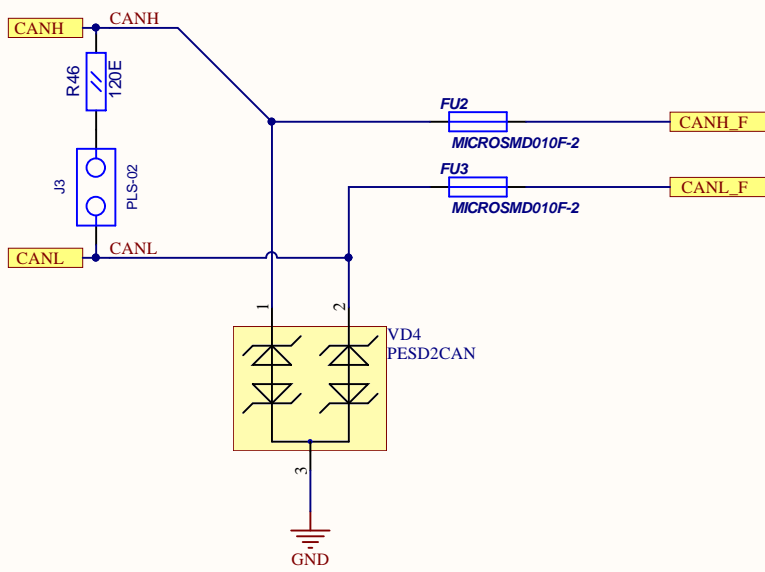 CANH
CANH
R46
120E
FU2
MICROSMD010F-2
CANH_F
J3
PLS-02
FU3
MICROSMD010F-2
CANL_F
CANL
CANL
1
2
VD4
PESD2CAN
3
GND